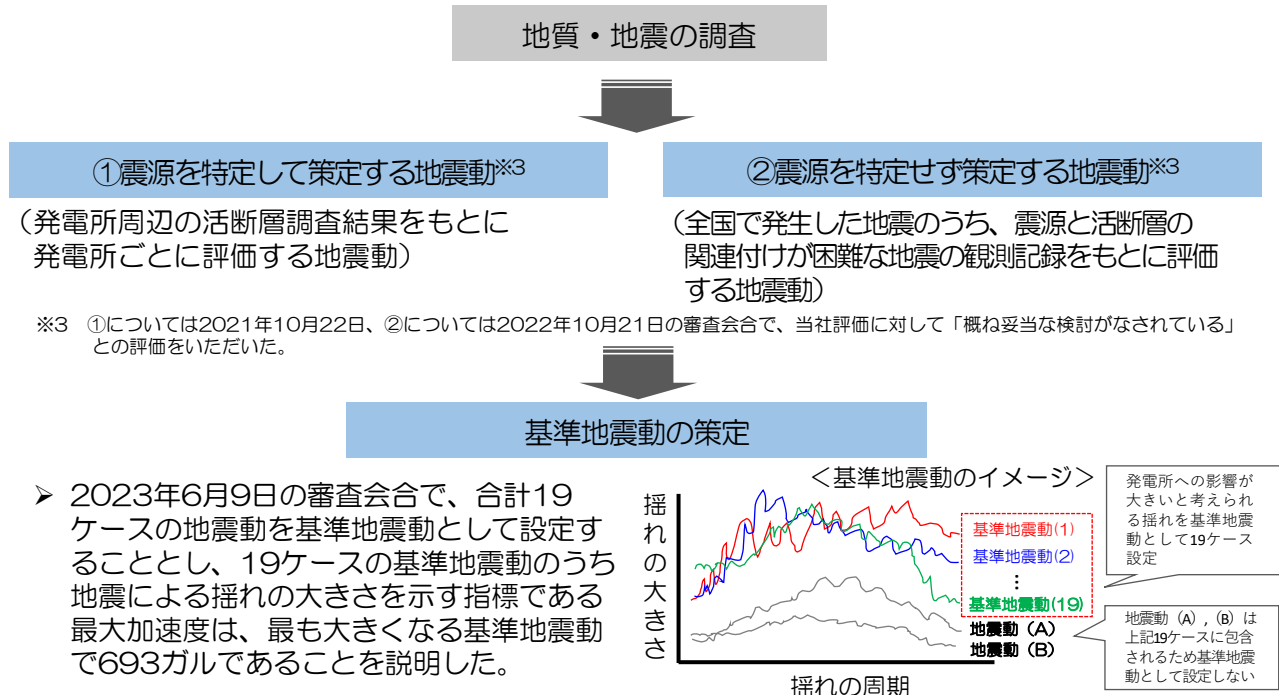 地質・地震の調査
①震源を特定して策定する地震動※3
（発電所周辺の活断層調査結果をもとに
発電所ごとに評価する地震動）
②震源を特定せず策定する地震動※3
（全国で発生した地震のうち、震源と活断層の
関連付けが困難な地震の観測記録をもとに評価
する地震動）
※3　①については2021年10月22日、②については2022年10月21日の審査会合で、当社評価に対して「概ね妥当な検討がなされている」
との評価をいただいた。
基準地震動の策定
➢ 2023年6月9日の審査会合で、合計19
ケースの地震動を基準地震動として設定す
ることとし、19ケースの基準地震動のうち
地震による揺れの大きさを示す指標である
最大加速度は、最も大きくなる基準地震動
で693ガルであることを説明した。
＜基準地震動のイメージ＞
揺れの大きさ
基準地震動(1)
基準地震動(2)
⋮
基準地震動(19)
地震動（A）
地震動（B）
揺れの周期
発電所への影響が
大きいと考えられ
る揺れを基準地震
動として19ケース
設定
地震動（A）,（B）は
上記19ケースに包含
されるため基準地震
動として設定しない